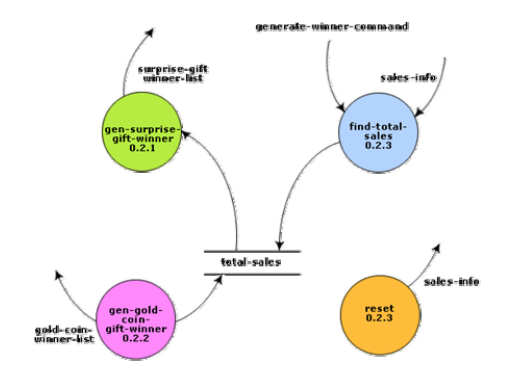 generate-winner-command
surprise-gift
winner-list
sales-info
gen-surprise-
gift-winner
0.2.1
find-total-
sales
0.2.3
total-sales
sales-info
gen-gold-
coin-
gift-winner
0.2.2
reset
0.2.3
gold-coin-
winner-list